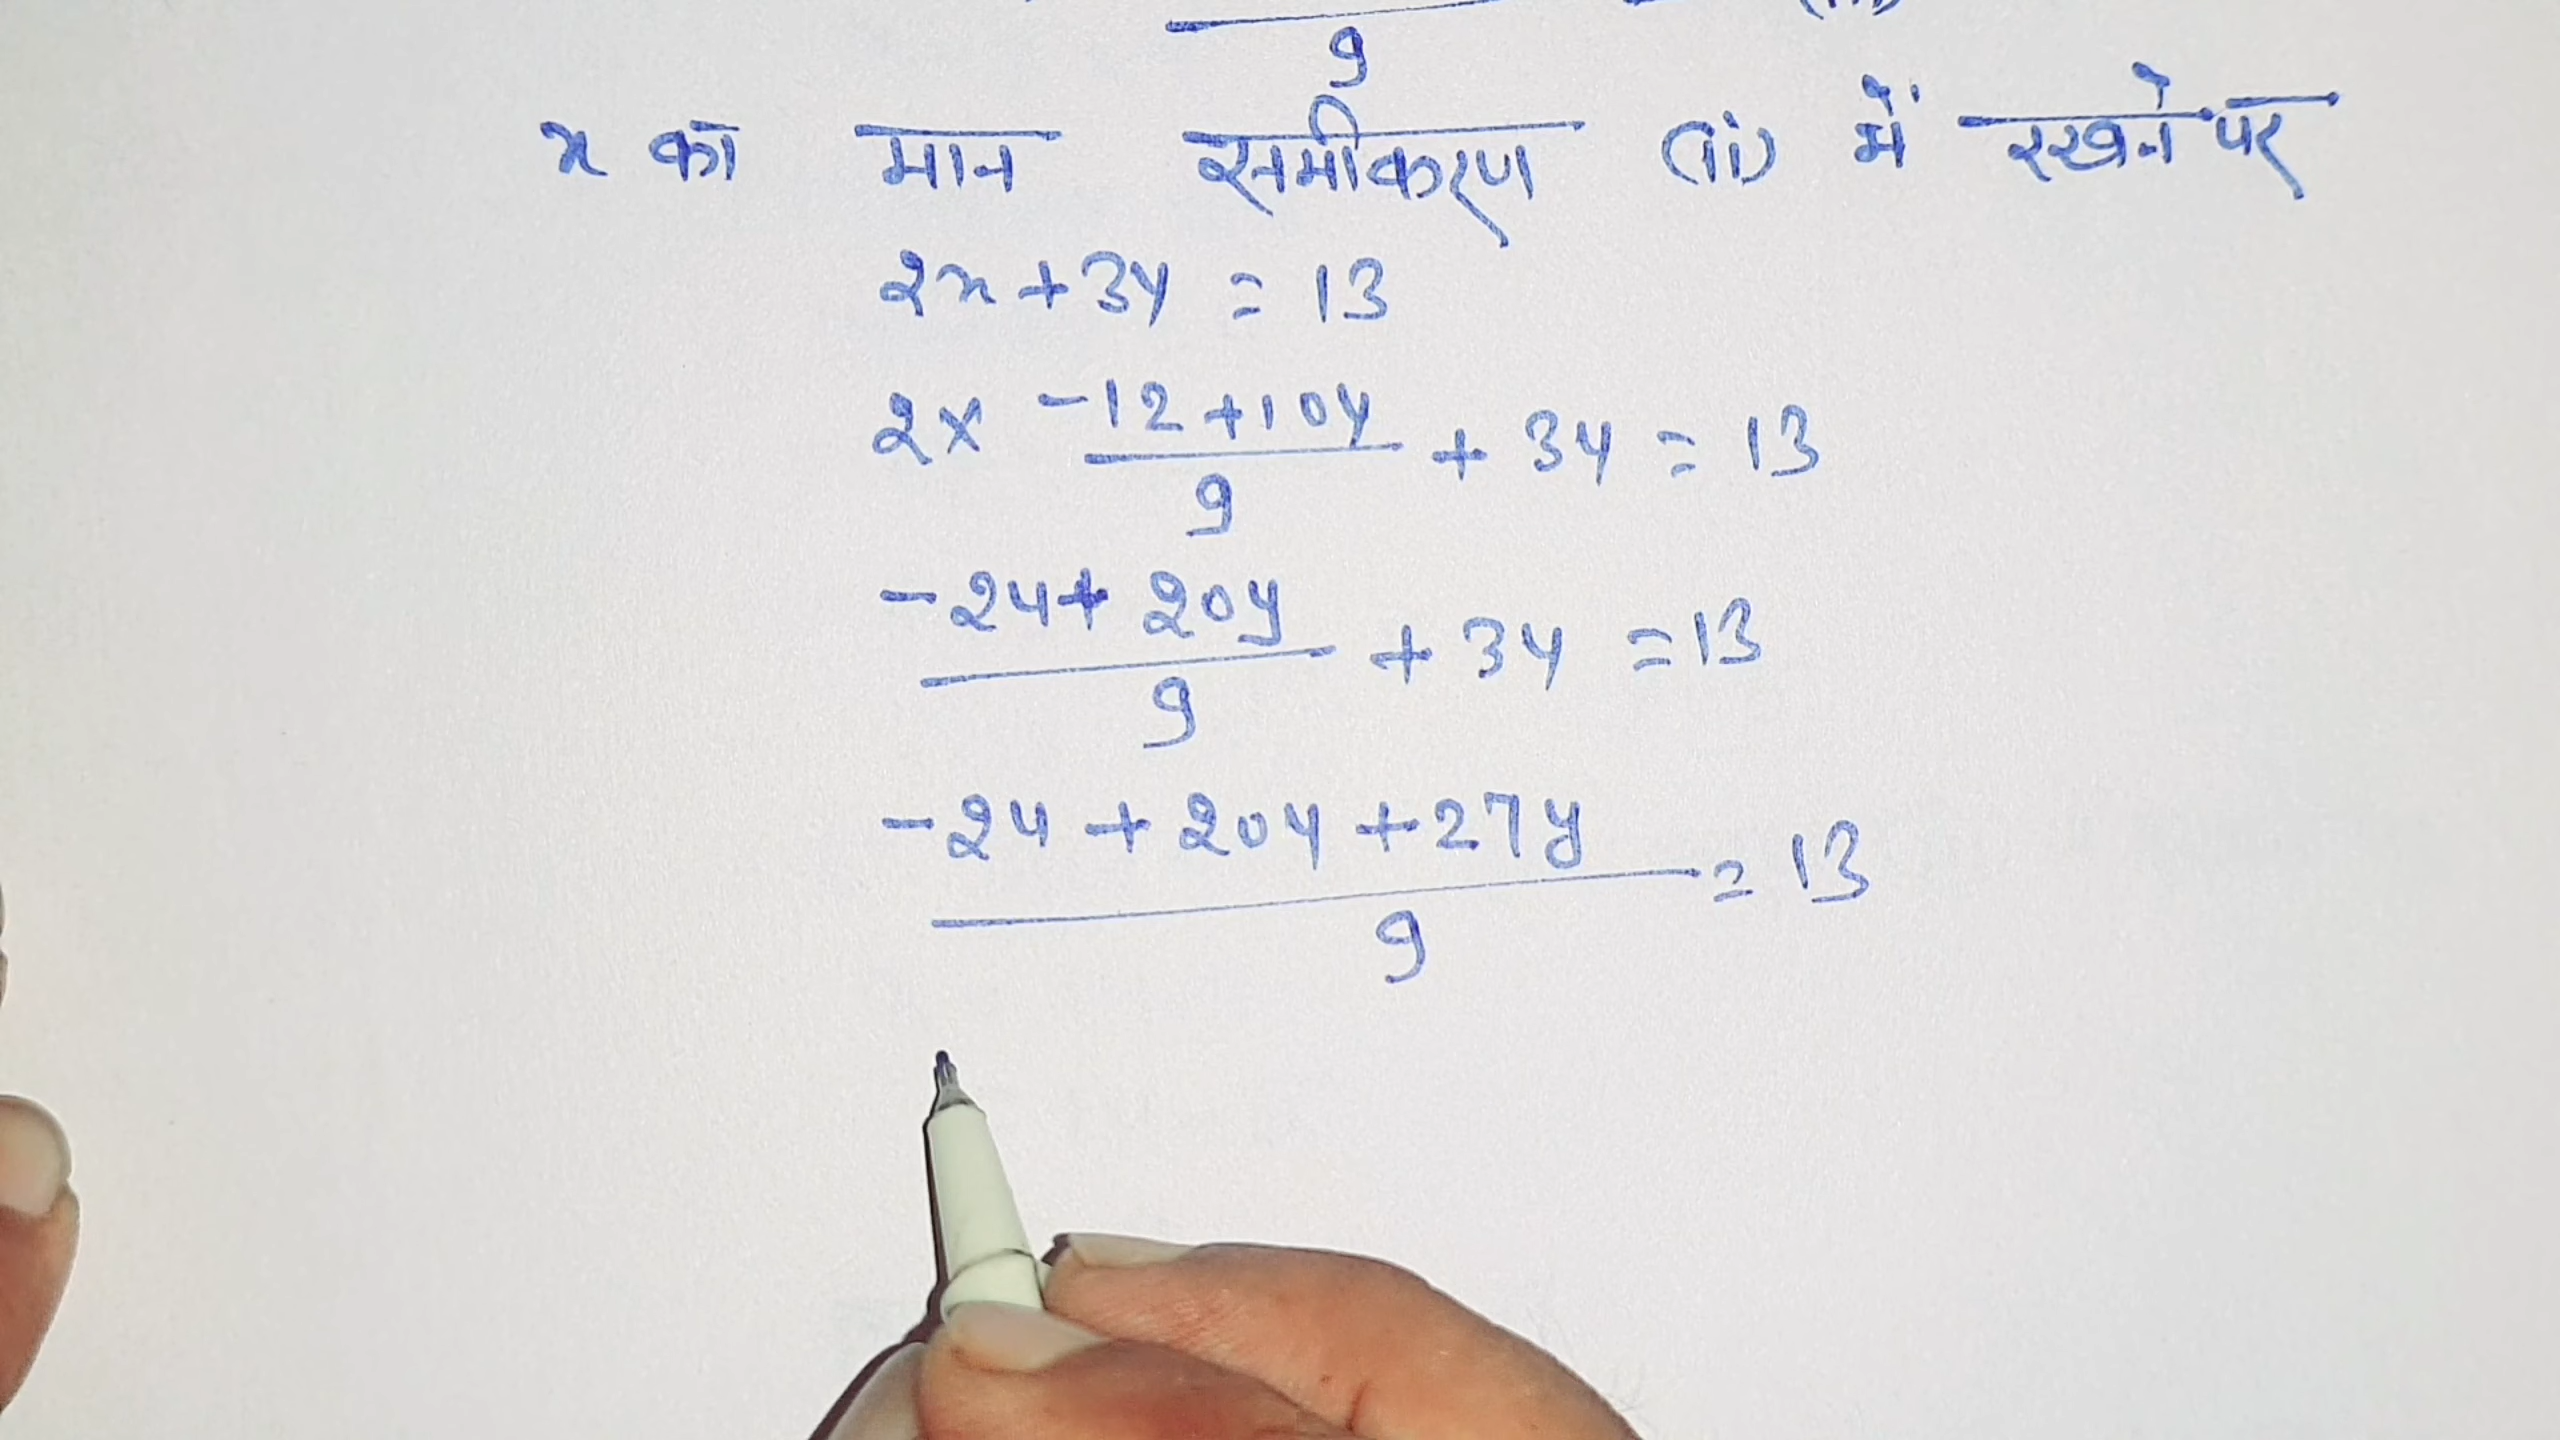 9
x का मान समीकरण (ii) में रखने पर
2x + 3y = 13
2 x -12 + 10y / 9 + 3y = 13
-24 + 20y / 9 + 3y = 13
-24 + 20y + 27y / 9 = 13